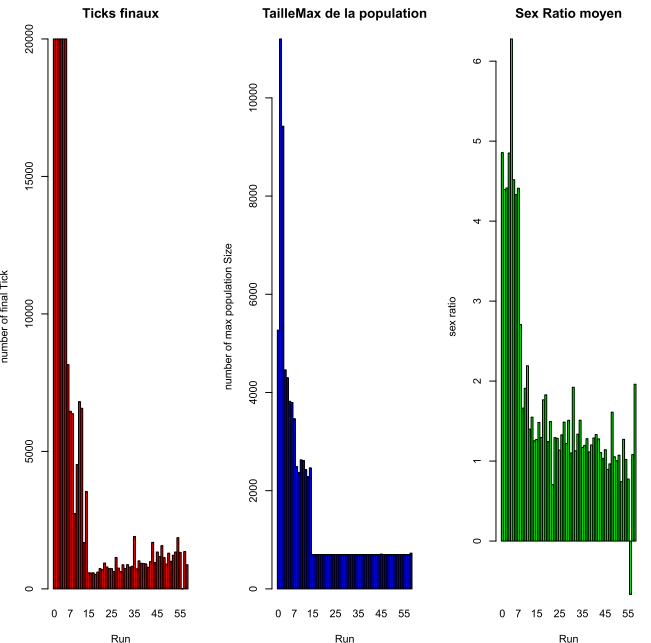 Ticks finaux
number of final Tick
0 5000 10000 15000 20000
0 7 15 25 35 45 55
Run
TailleMax de la population
number of max population Size
0 2000 4000 6000 8000 10000
0 7 15 25 35 45 55
Run
Sex Ratio moyen
sex ratio
0 1 2 3 4 5 6
0 7 15 25 35 45 55
Run